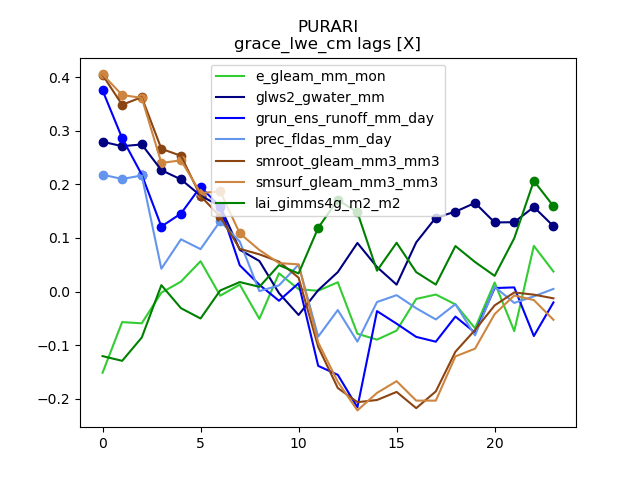 PURARI
grace_lwe_cm lags [X]
e_gleam_mm_mon
glws2_gwater_mm
grun_ens_runoff_mm_day
prec_fldas_mm_day
smroot_gleam_mm3_mm3
smsurf_gleam_mm3_mm3
lai_gimms4g_m2_m2
0.4
0.3
0.2
0.1
0.0
−0.1
−0.2
0 5 10 15 20